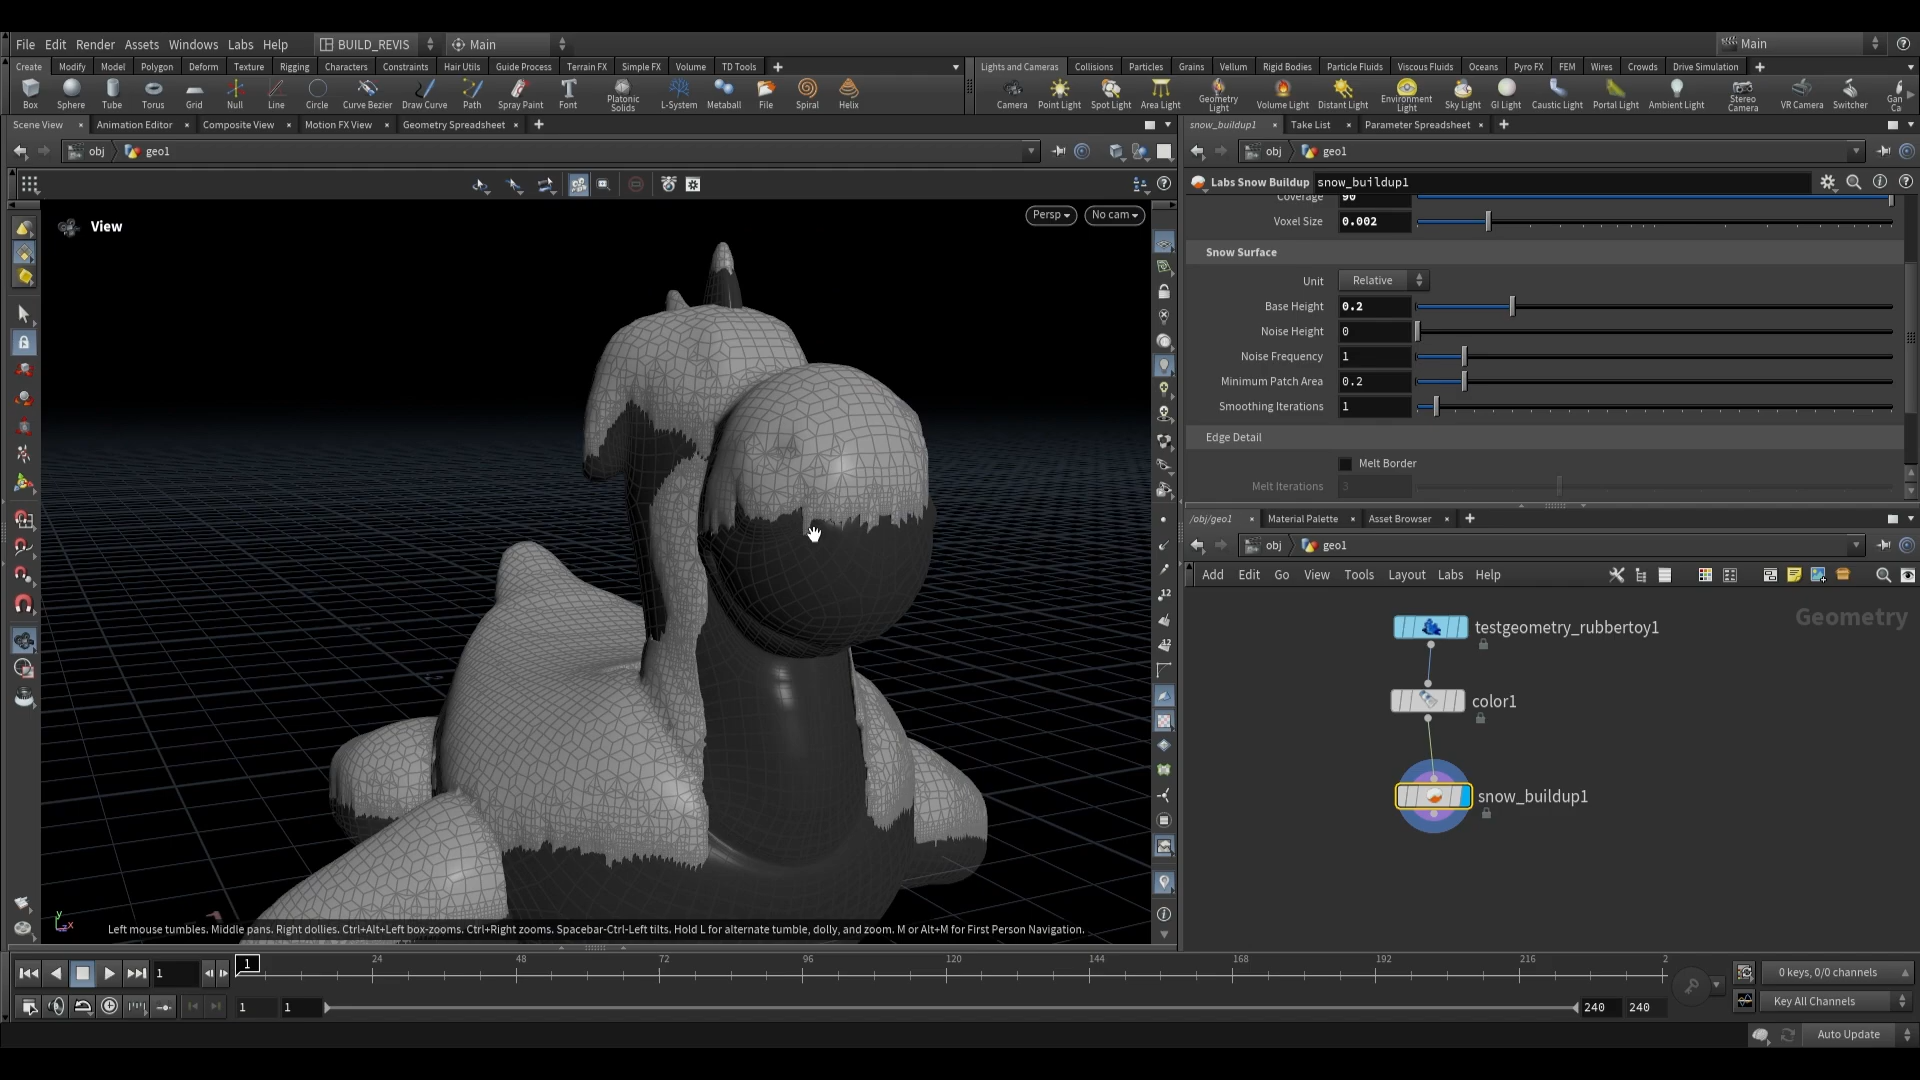 File Edit Render Assets Windows Labs Help BUILD_REVIS Main Main
Create Modify Model Polygon Deform Texture Rigging Characters Constraints Hair Utils Guide Process Terrain FX Simple FX Volume TD Tools
Lights and Cameras Collisions Particles Grains Vellum Rigid Bodies Particle Fluids Viscous Fluids Oceans Pyro FX FEM Wires Crowds Drive Simulation
Box Sphere Tube Torus Grid Null Line Circle Curve Bezier Draw Curve Path Spray Paint Font Platonic Solids L-System Metaball File Spiral Helix
Camera Point Light Spot Light Area Light Geometry Light Volume Light Distant Light Environment Light Sky Light GI Light Caustic Light Portal Light Ambient Light Stereo Camera VR Camera Switcher
Scene View Animation Editor Composite View Motion FX View Geometry Spreadsheet
snow_buildup1 Take List Parameter Spreadsheet
obj geo1
obj geo1
Labs Snow Buildup snow_buildup1
View
Persp No cam
Coverage 90
Voxel Size 0.002
Snow Surface
Unit Relative
Base Height 0.2
Noise Height 0
Noise Frequency 1
Minimum Patch Area 0.2
Smoothing Iterations 1
Edge Detail
Melt Border
Melt Iterations 3
/obj/geo1 Material Palette Asset Browser
obj geo1
Add Edit Go View Tools Layout Labs Help
Geometry
testgeometry_rubbertoy1
color1
snow_buildup1
Left mouse tumbles. Middle pans. Right dollies. Ctrl+Alt+Left box-zooms. Ctrl+Right zooms. Spacebar-Ctrl-Left tilts. Hold L for alternate tumble, dolly, and zoom. M or Alt+M for First Person Navigation.
1 1 24 48 72 96 120 144 168 192 216 2
0 keys, 0/0 channels
1 1 240 240
Key All Channels
Auto Update